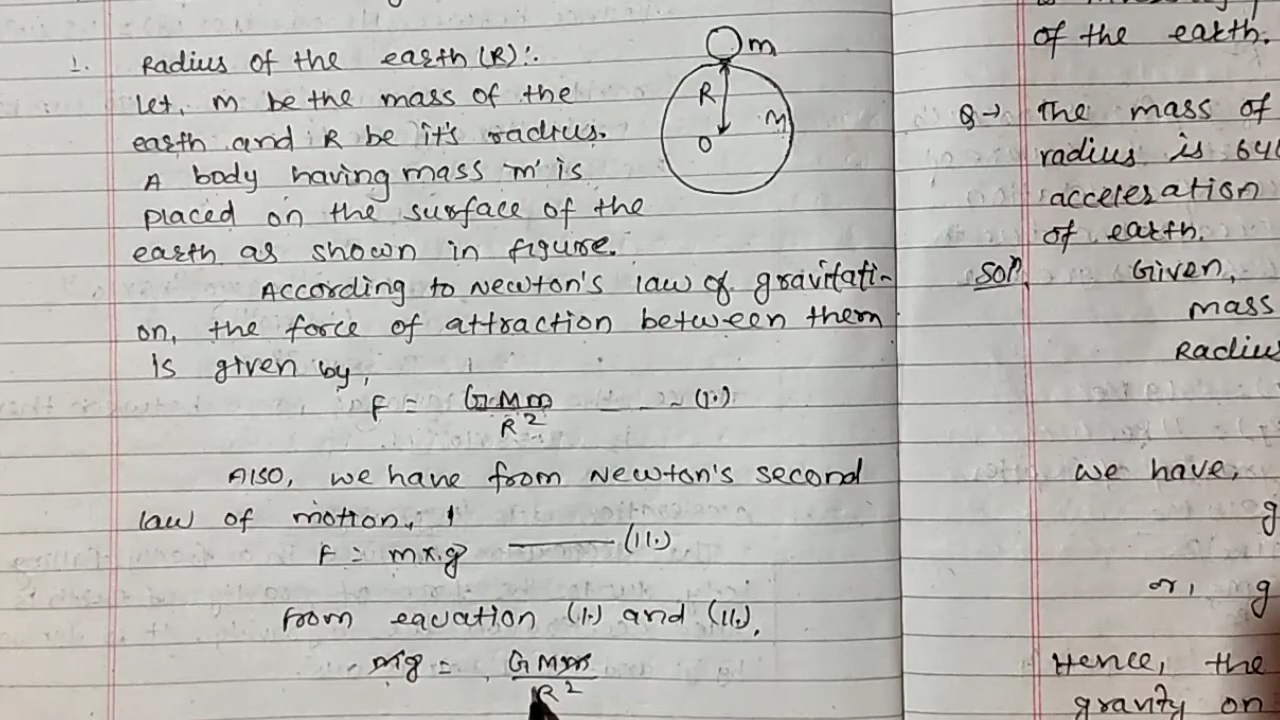 1. Radius of the earth (R):.
Let, m be the mass of the
earth and R be it's radius.
A body having mass 'm' is
placed on the surface of the
earth as shown in figure.
According to Newton's law of gravitati-
on, the force of attraction between them
is given by,
F = GMm/R² - - - ~ (i.)
Also, we have from Newton's second
law of motion,
F = m×g ——— (ii.)
from equation (i.) and (ii.),
mg = GMm/R²
m
R
M
O
of the earth.
Q→ The mass of
radius is 640
acceleration
of earth.
Solⁿ. Given,
mass
Radius
we have,
g
or, g
Hence, the
gravity on